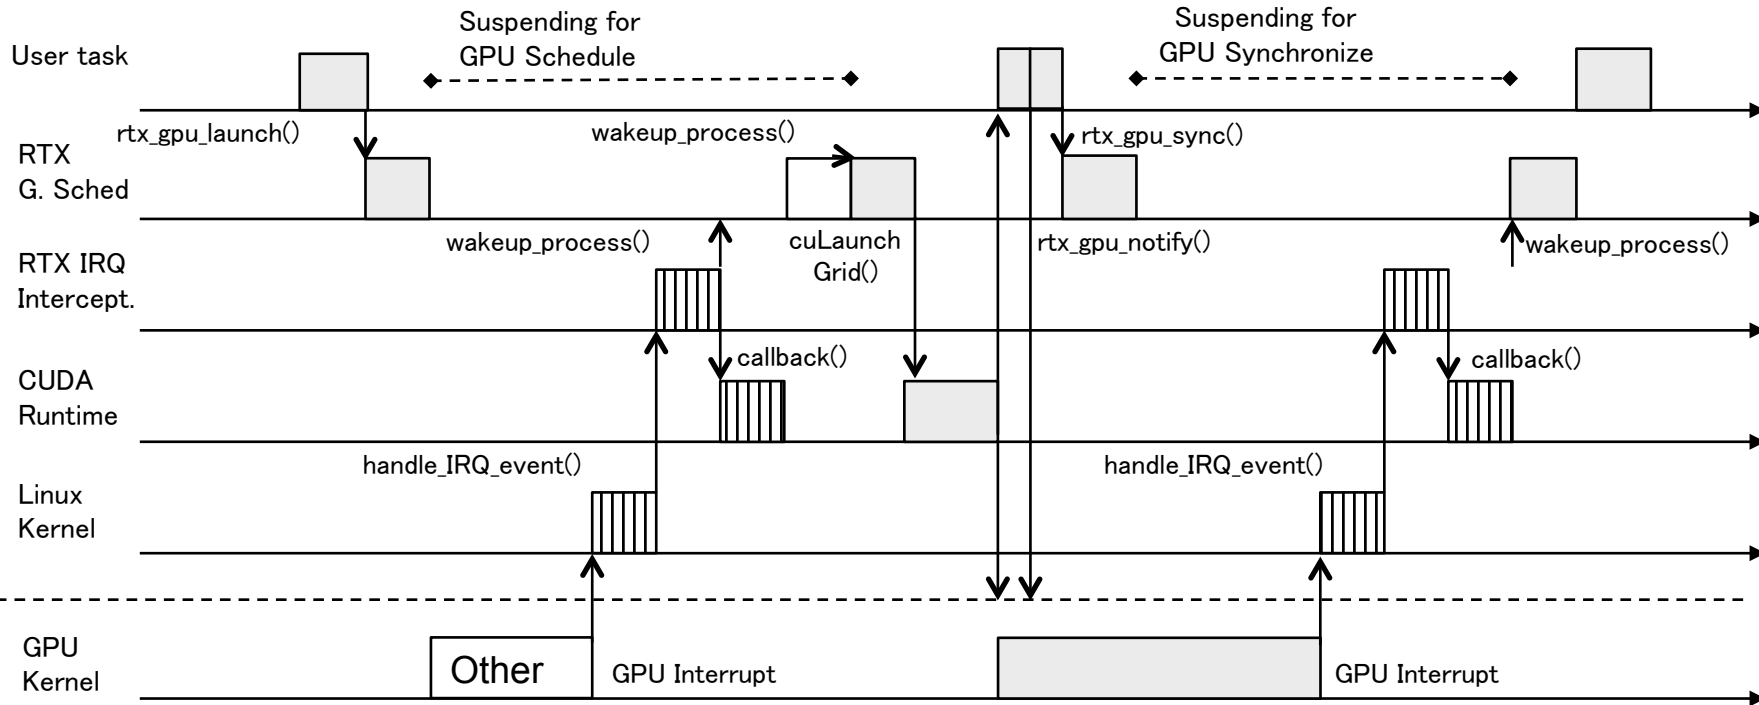 Suspending for
GPU Schedule
Suspending for
GPU Synchronize
User task
rtx_gpu_launch()
wakeup_process()
rtx_gpu_sync()
RTX
G. Sched
wakeup_process()
cuLaunch
Grid()
rtx_gpu_notify()
wakeup_process()
RTX IRQ
Intercept.
callback()
callback()
CUDA
Runtime
handle_IRQ_event()
handle_IRQ_event()
Linux
Kernel
GPU
Kernel
Other
GPU Interrupt
GPU Interrupt